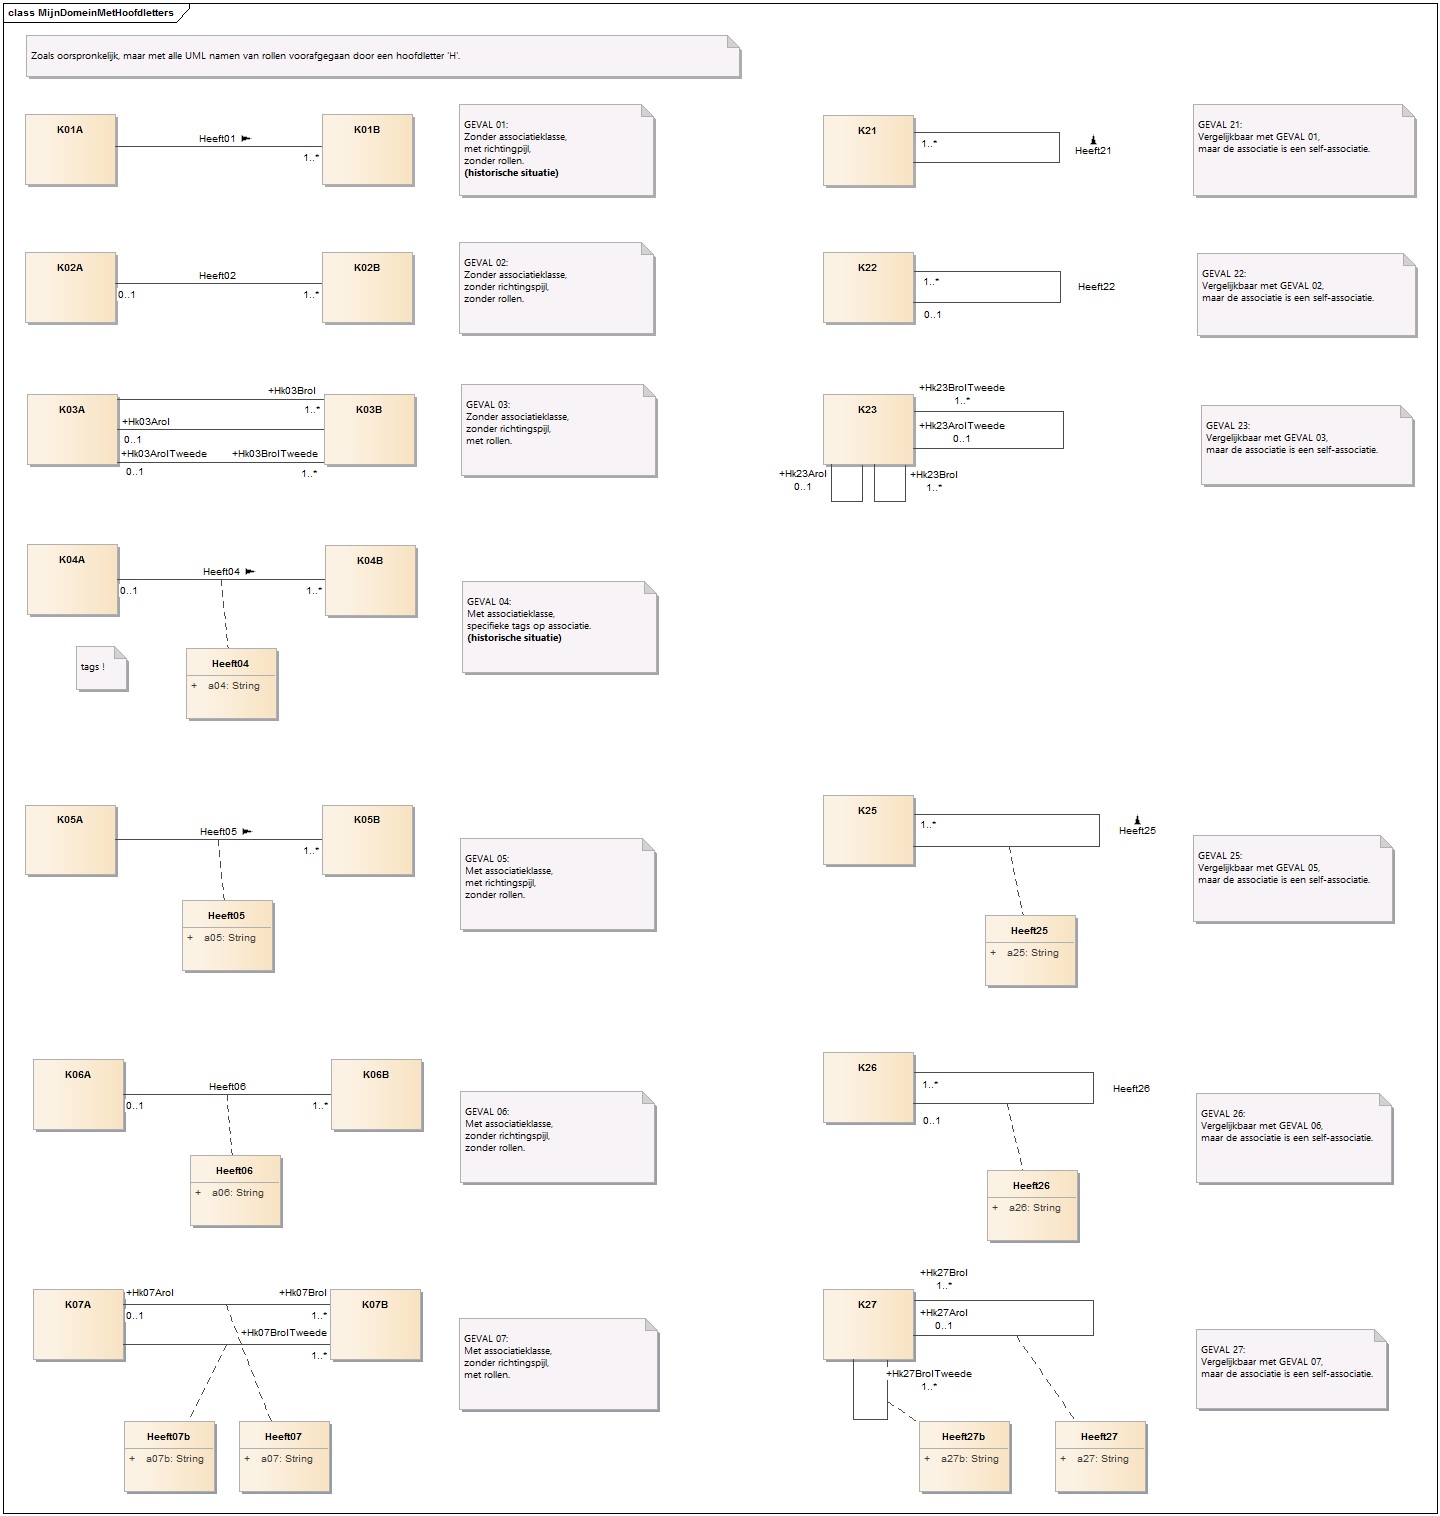 class MijnDomeinMetHoofdletters
Zoals oorspronkelijk, maar met alle UML namen van rollen voorafgegaan door een hoofdletter 'H'.
K01A
Heeft01
1..*
K01B
GEVAL 01:
Zonder associatieklasse,
met richtingpijl,
zonder rollen.
(historische situatie)
K21
1..*
Heeft21
GEVAL 21:
Vergelijkbaar met GEVAL 01,
maar de associatie is een self-associatie.
K02A
Heeft02
0..1
1..*
K02B
GEVAL 02:
Zonder associatieklasse,
zonder richtingspijl,
zonder rollen.
K22
1..*
0..1
Heeft22
GEVAL 22:
Vergelijkbaar met GEVAL 02,
maar de associatie is een self-associatie.
K03A
+Hk03Brol
1..*
+Hk03Arol
0..1
+Hk03ArolTweede
0..1
+Hk03BrolTweede
1..*
K03B
GEVAL 03:
Zonder associatieklasse,
zonder richtingspijl,
met rollen.
K23
+Hk23BrolTweede
1..*
+Hk23ArolTweede
0..1
+Hk23Arol
0..1
+Hk23Brol
1..*
GEVAL 23:
Vergelijkbaar met GEVAL 03,
maar de associatie is een self-associatie.
K04A
Heeft04
0..1
1..*
K04B
tags !
Heeft04
+ a04: String
GEVAL 04:
Met associatieklasse,
specifieke tags op associatie.
(historische situatie)
K05A
Heeft05
1..*
K05B
Heeft05
+ a05: String
GEVAL 05:
Met associatieklasse,
met richtingspijl,
zonder rollen.
K25
1..*
Heeft25
Heeft25
+ a25: String
GEVAL 25:
Vergelijkbaar met GEVAL 05,
maar de associatie is een self-associatie.
K06A
Heeft06
0..1
1..*
K06B
Heeft06
+ a06: String
GEVAL 06:
Met associatieklasse,
zonder richtingspijl,
zonder rollen.
K26
1..*
0..1
Heeft26
Heeft26
+ a26: String
GEVAL 26:
Vergelijkbaar met GEVAL 06,
maar de associatie is een self-associatie.
K07A
+Hk07Arol
0..1
+Hk07Brol
1..*
+Hk07BrolTweede
1..*
K07B
Heeft07b
+ a07b: String
Heeft07
+ a07: String
GEVAL 07:
Met associatieklasse,
zonder richtingspijl,
met rollen.
K27
+Hk27Brol
1..*
+Hk27Arol
0..1
+Hk27BrolTweede
1..*
Heeft27b
+ a27b: String
Heeft27
+ a27: String
GEVAL 27:
Vergelijkbaar met GEVAL 07,
maar de associatie is een self-associatie.